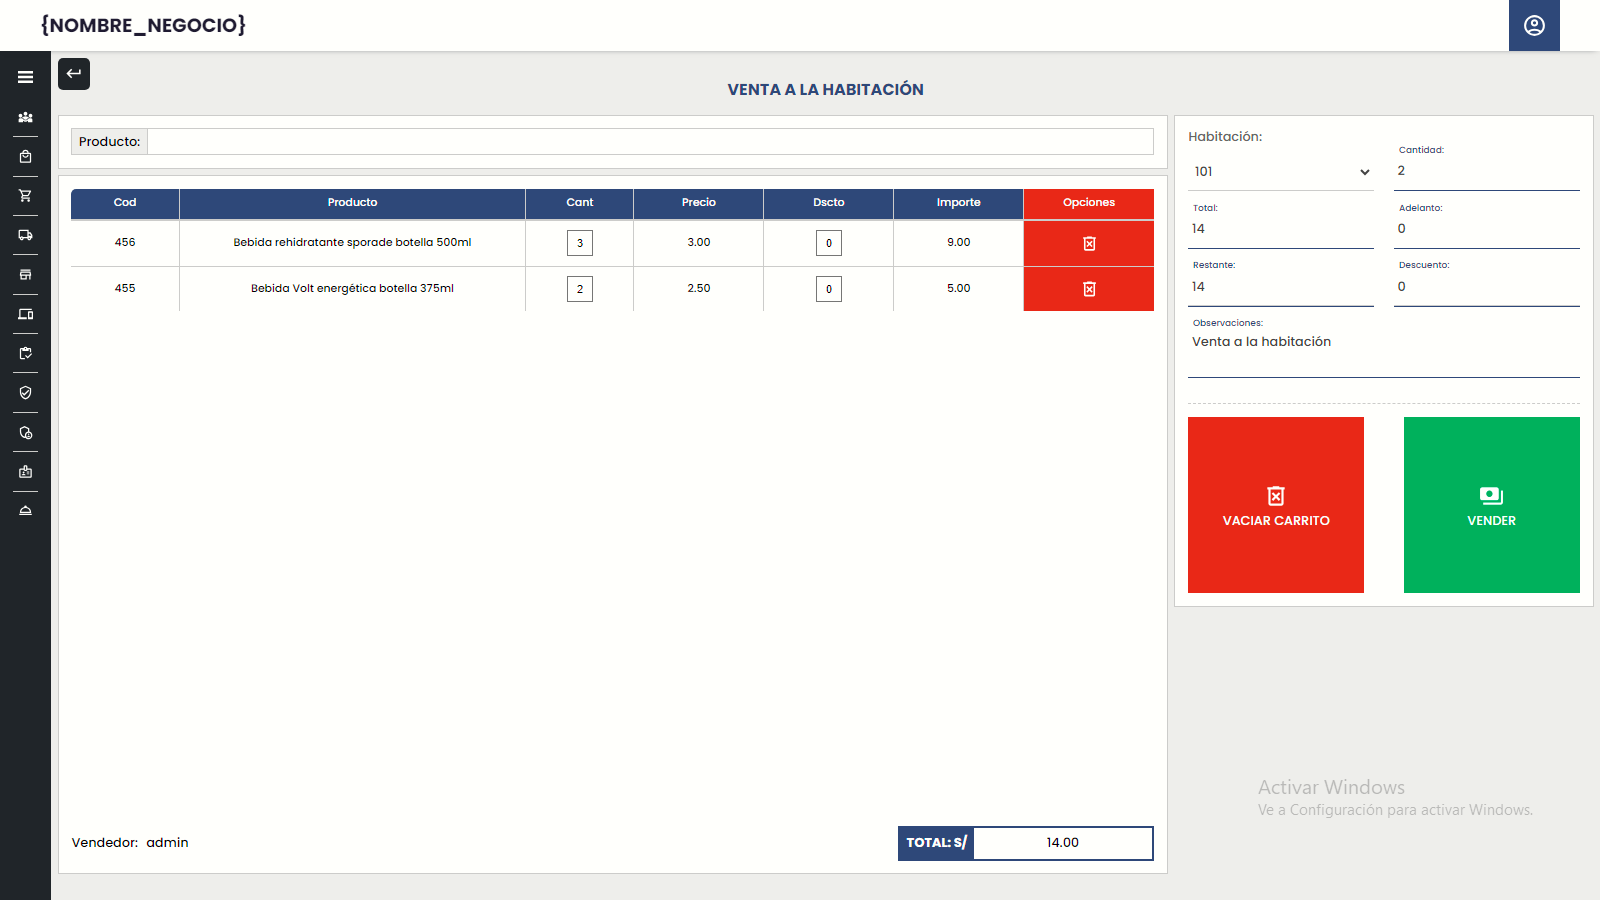 {NOMBRE_NEGOCIO}
VENTA A LA HABITACIÓN
Producto:
Cod Producto Cant Precio Dscto Importe Opciones
456 Bebida rehidratante sporade botella 500ml 3 3.00 0 9.00
455 Bebida Volt energética botella 375ml 2 2.50 0 5.00
Vendedor: admin
TOTAL: S/ 14.00
Habitación:
101
Cantidad:
2
Total:
14
Adelanto:
0
Restante:
14
Descuento:
0
Observaciones:
Venta a la habitación
VACIAR CARRITO
VENDER
Activar Windows
Ve a Configuración para activar Windows.